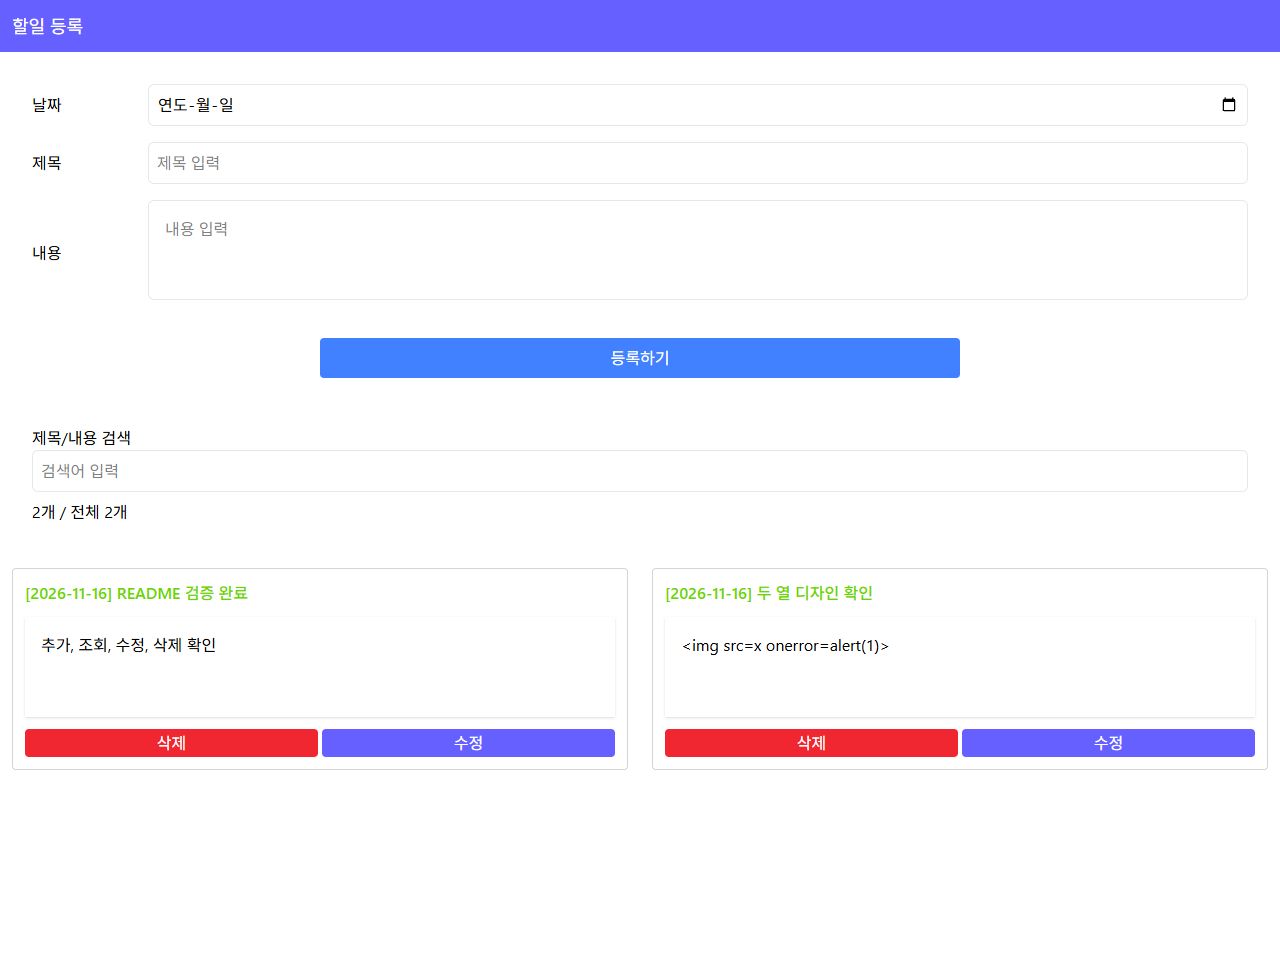 할일 등록
날짜
연도-월-일
제목
제목 입력
내용
내용 입력
등록하기
제목/내용 검색
검색어 입력
2개 / 전체 2개
[2026-11-16] README 검증 완료
추가, 조회, 수정, 삭제 확인
삭제
수정
[2026-11-16] 두 열 디자인 확인
<img src=x onerror=alert(1)>
삭제
수정